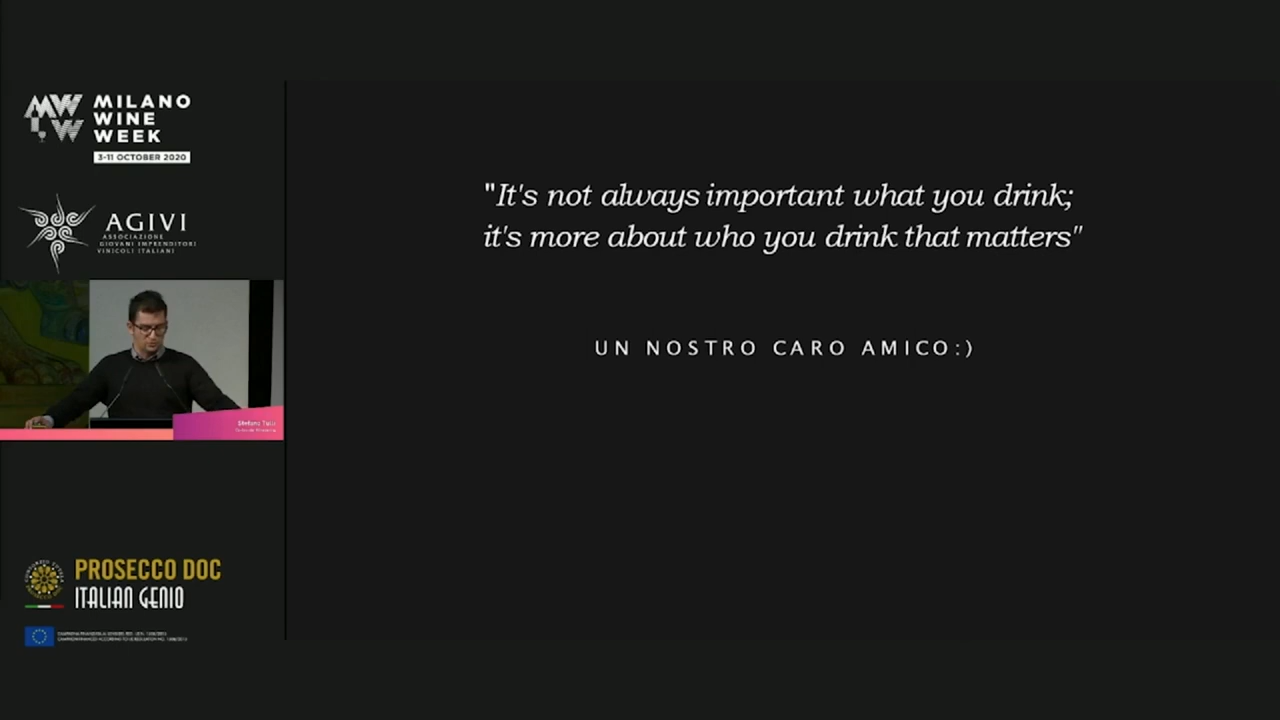 MILANO
WINE
WEEK
3-11 OCTOBER 2020
AGIVI
ASSOCIAZIONE
GIOVANI IMPRENDITORI
VINICOLI ITALIANI
"It's not always important what you drink;
it's more about who you drink that matters"
UN NOSTRO CARO AMICO:)
PROSECCO DOC
ITALIAN GENIO